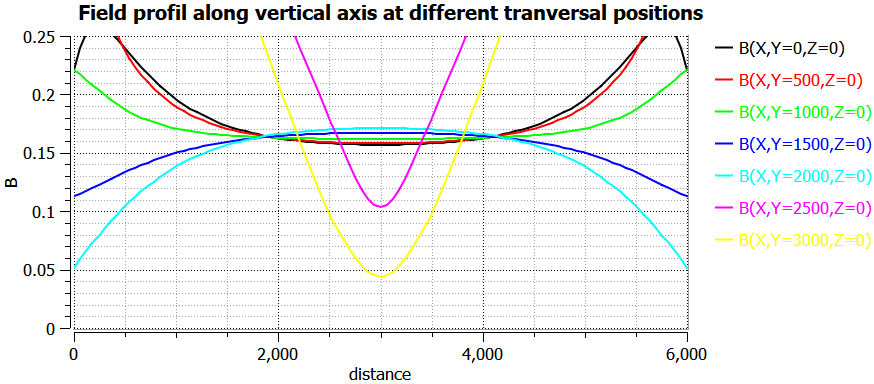 Field profil along vertical axis at different tranversal positions
0.25
0.2
0.15
0.1
0.05
0
B
0
2,000
4,000
6,000
distance
B(X,Y=0,Z=0)
B(X,Y=500,Z=0)
B(X,Y=1000,Z=0)
B(X,Y=1500,Z=0)
B(X,Y=2000,Z=0)
B(X,Y=2500,Z=0)
B(X,Y=3000,Z=0)